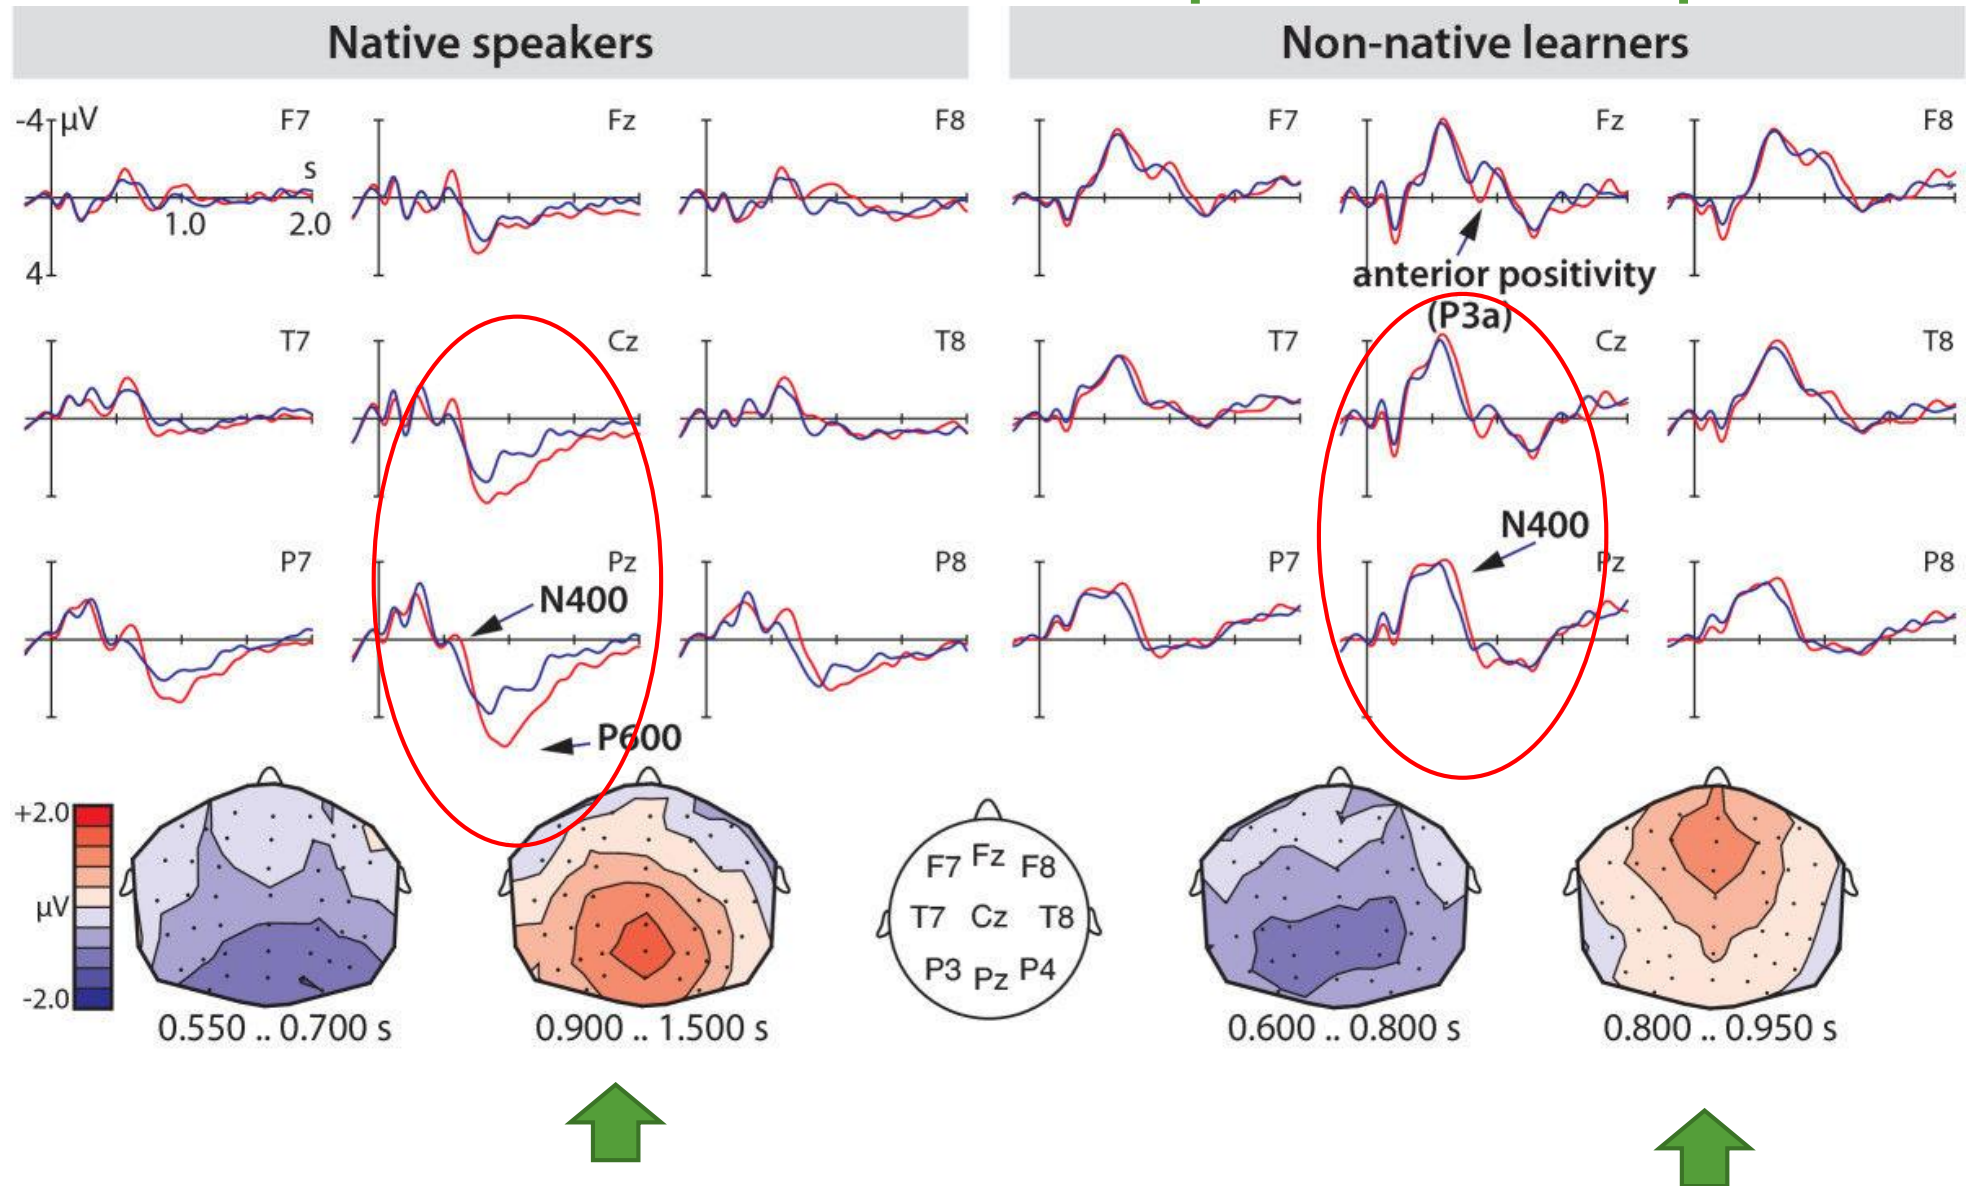 Native speakers
Non-native learners
-4 µV
F7
Fz
F8
F7
Fz
F8
s
1.0
2.0
4
anterior positivity
(P3a)
T7
Cz
T8
T7
Cz
T8
N400
P7
Pz
P8
P7
Pz
P8
N400
P600
+2.0
µV
-2.0
F7 Fz F8
T7 Cz T8
P3 Pz P4
0.550 .. 0.700 s
0.900 .. 1.500 s
0.600 .. 0.800 s
0.800 .. 0.950 s